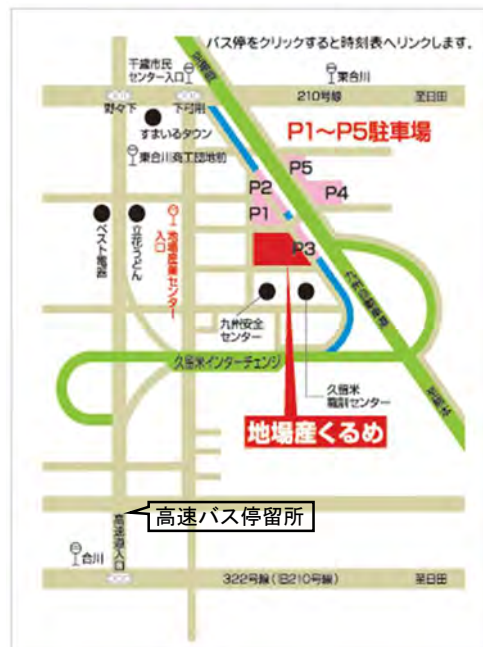 バス停をクリックすると時刻表へリンクします。
千歳市民
センター入口
東合川
210号線
至日田
野々下
下弓削
すまいるタウン
P1～P5駐車場
東合川商工団地前
P5
P2
P4
P1
地場産業センター
入口
ベスト電器
立花うどん
P3
九州安全
センター
九州自動車道
久留米インターチェンジ
久留米
職訓センター
地場産くるめ
高速バス停留所
高速道入口
合川
322号線(旧210号線)
至日田